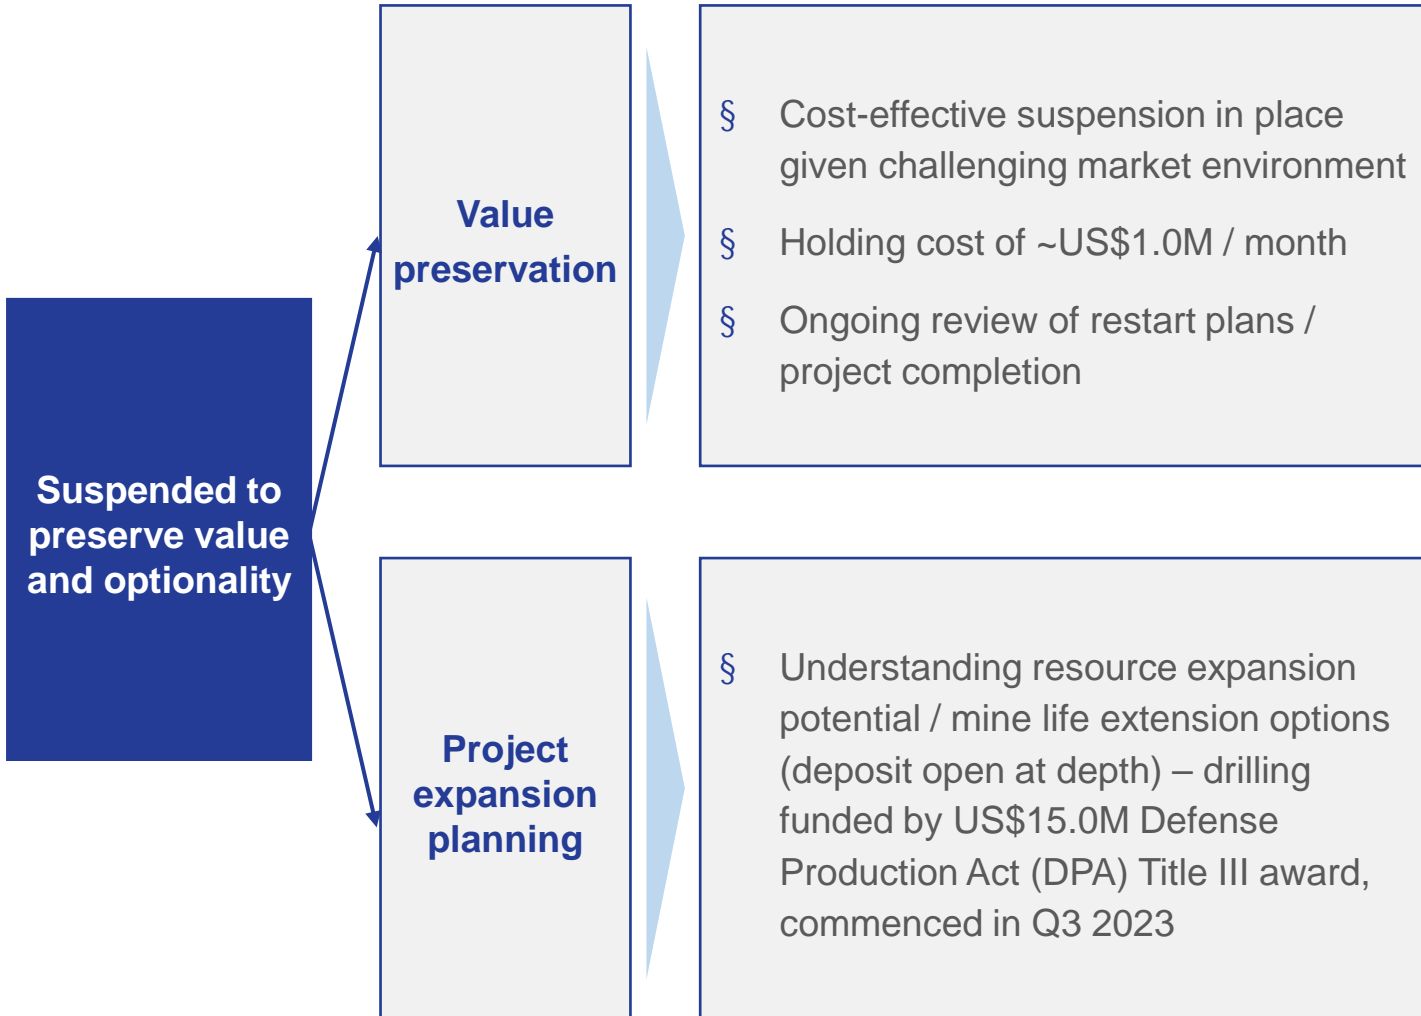 Suspended to
preserve value
and optionality
Value
preservation
§ Cost-effective suspension in place
given challenging market environment
§ Holding cost of ~US$1.0M / month
§ Ongoing review of restart plans /
project completion
Project
expansion
planning
§ Understanding resource expansion
potential / mine life extension options
(deposit open at depth) – drilling
funded by US$15.0M Defense
Production Act (DPA) Title III award,
commenced in Q3 2023